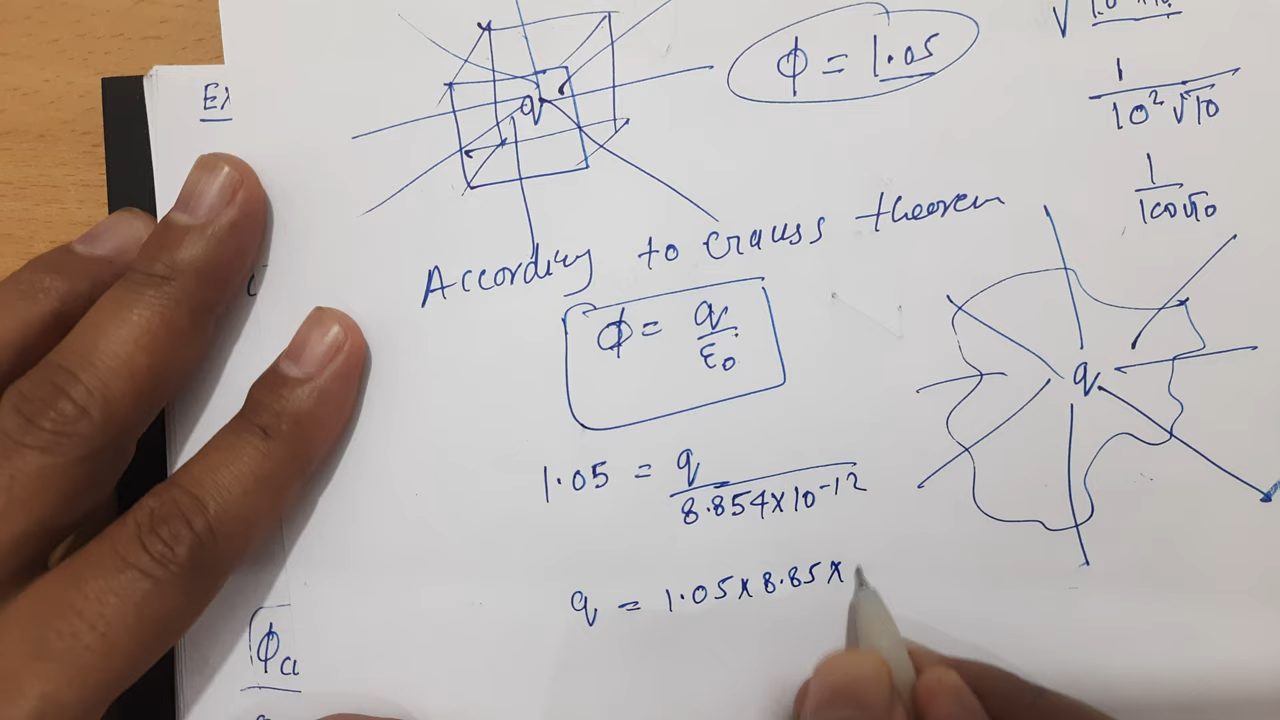 Ex
q
ϕ = 1.05
1
10² √10
1
100√10
According to Gauss theorem
ϕ = q
ε₀
q
1.05 = q
8.854×10⁻¹²
q = 1.05×8.85×
ϕ